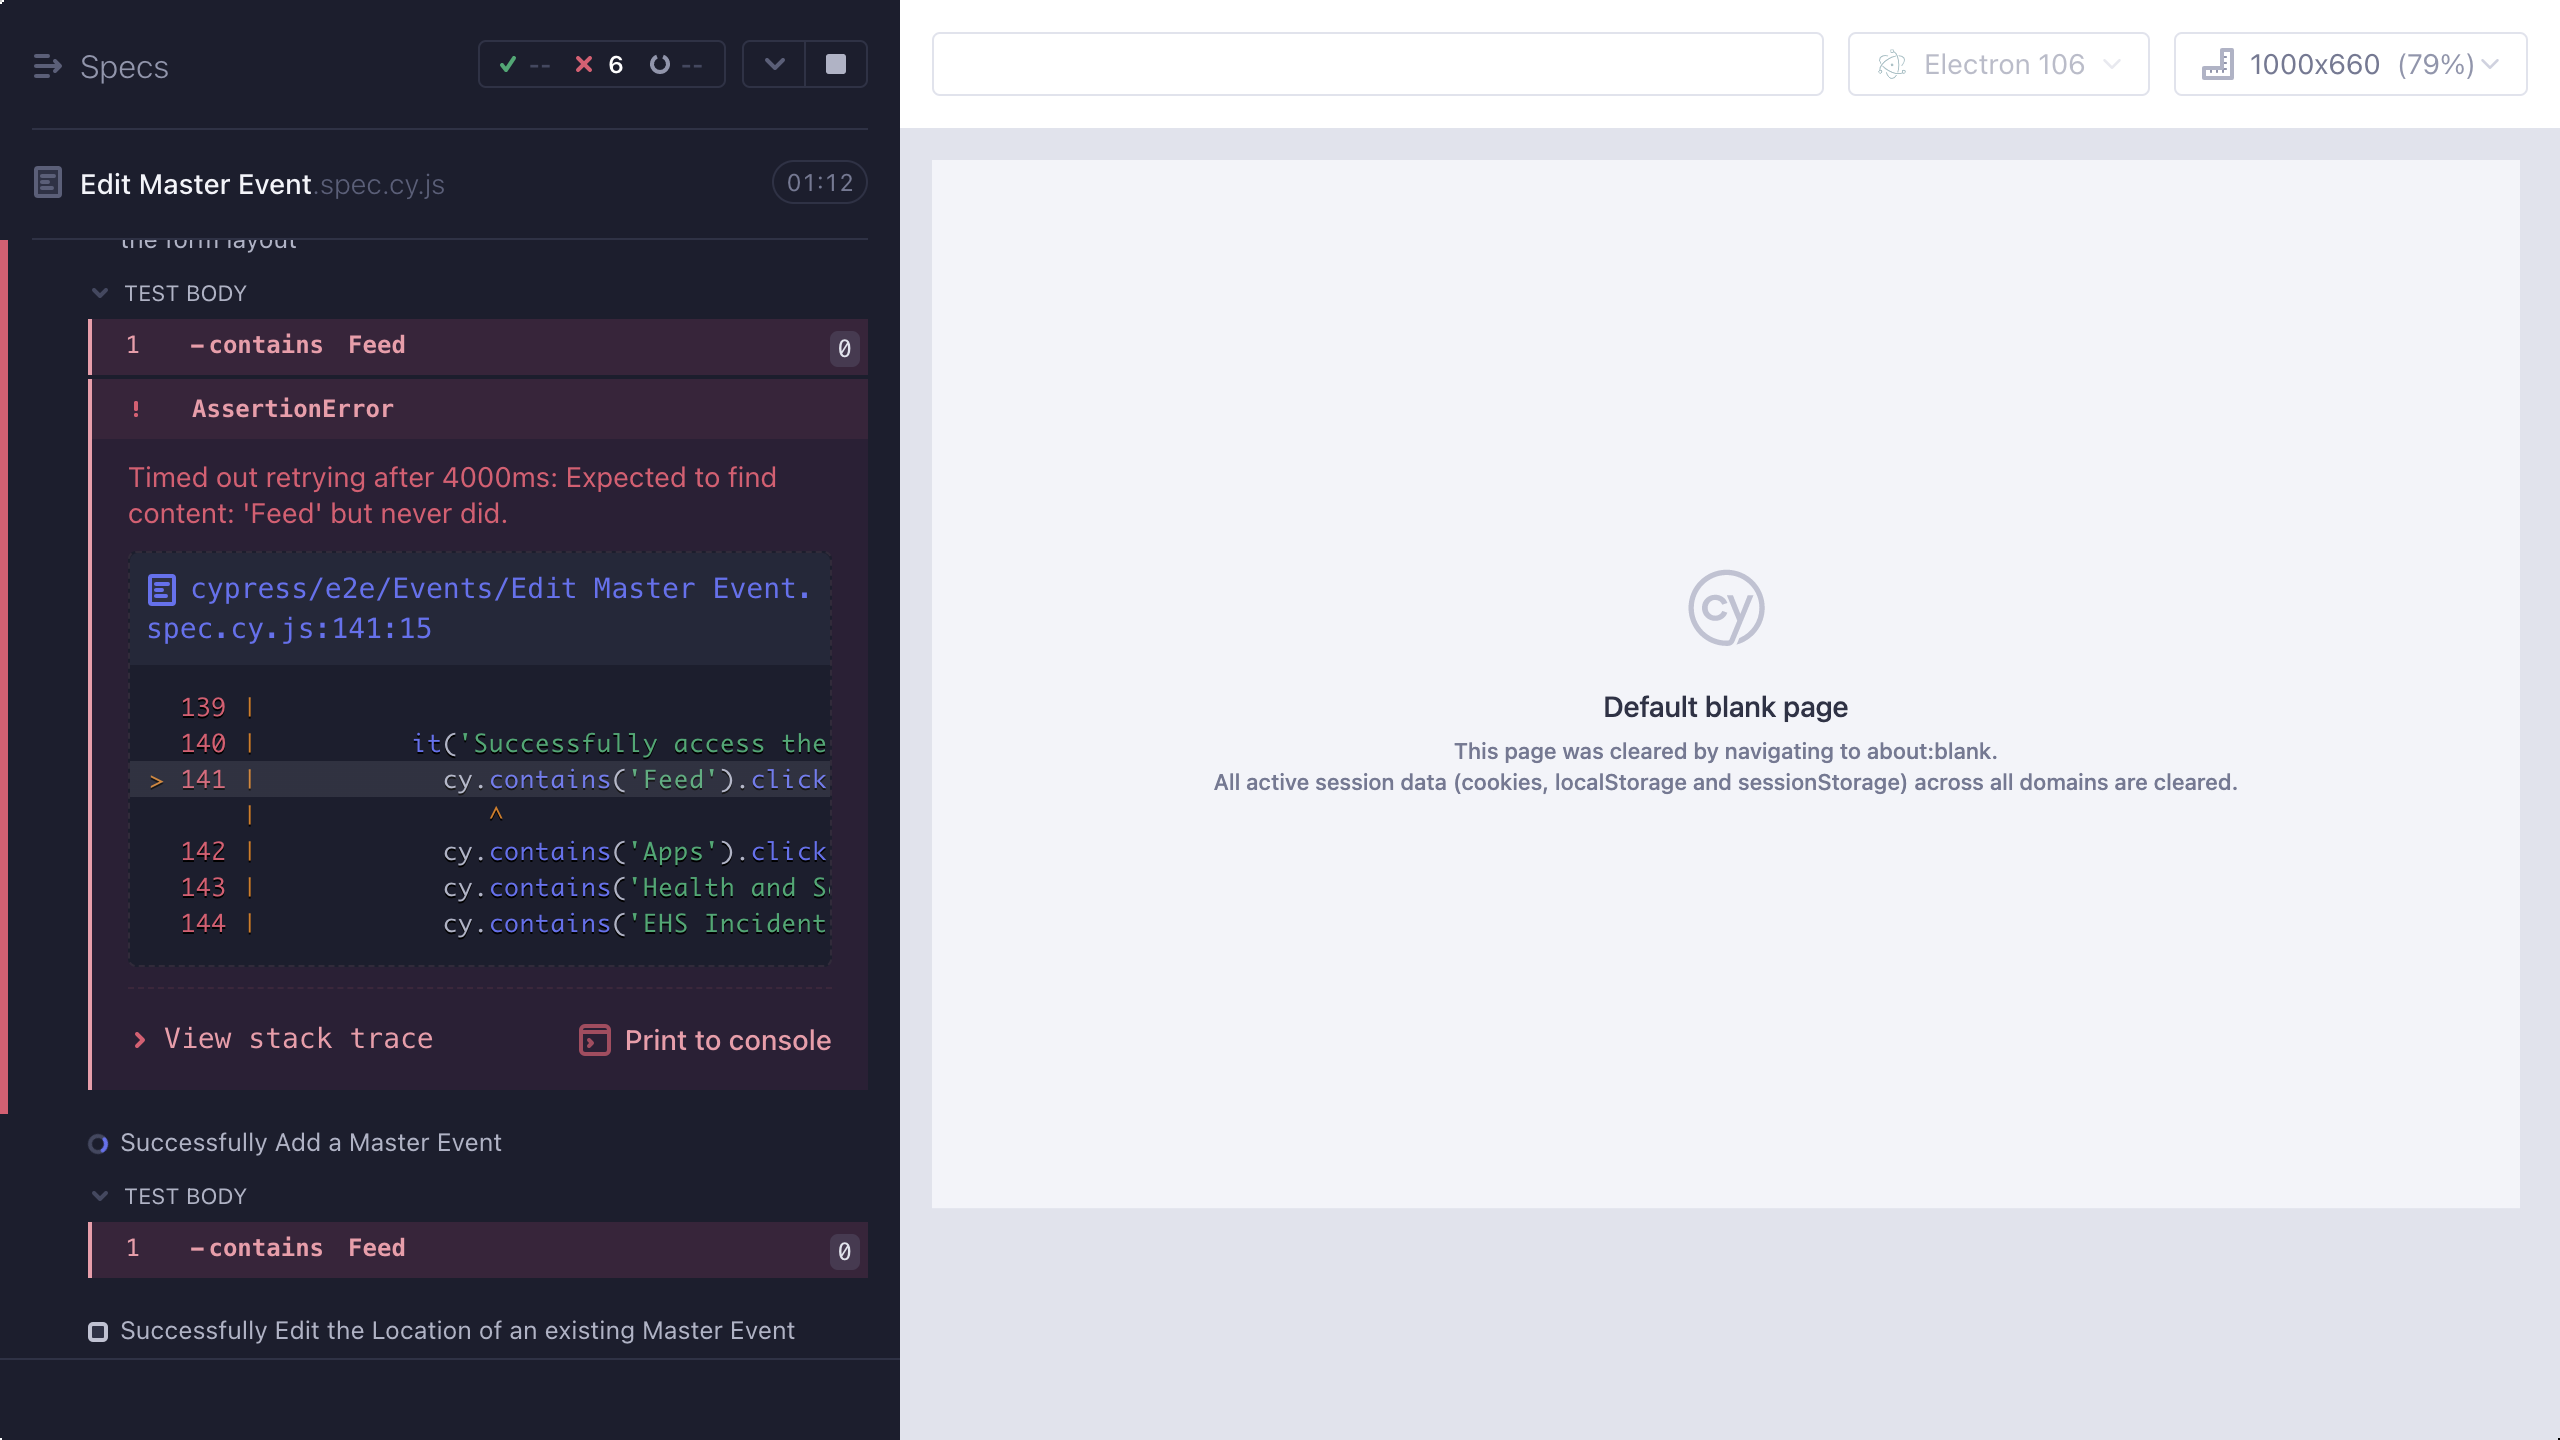 Specs
-- 6 --
Edit Master Event.spec.cy.js 01:12
the form layout
TEST BODY
1 -contains Feed 0
! AssertionError
Timed out retrying after 4000ms: Expected to find
content: 'Feed' but never did.
cypress/e2e/Events/Edit Master Event.
spec.cy.js:141:15
139 |
140 | it('Successfully access the
> 141 | cy.contains('Feed').click
| ^
142 | cy.contains('Apps').click
143 | cy.contains('Health and S
144 | cy.contains('EHS Incident
View stack trace Print to console
Successfully Add a Master Event
TEST BODY
1 -contains Feed 0
Successfully Edit the Location of an existing Master Event
Electron 106
1000x660 (79%)
cy
Default blank page
This page was cleared by navigating to about:blank.
All active session data (cookies, localStorage and sessionStorage) across all domains are cleared.